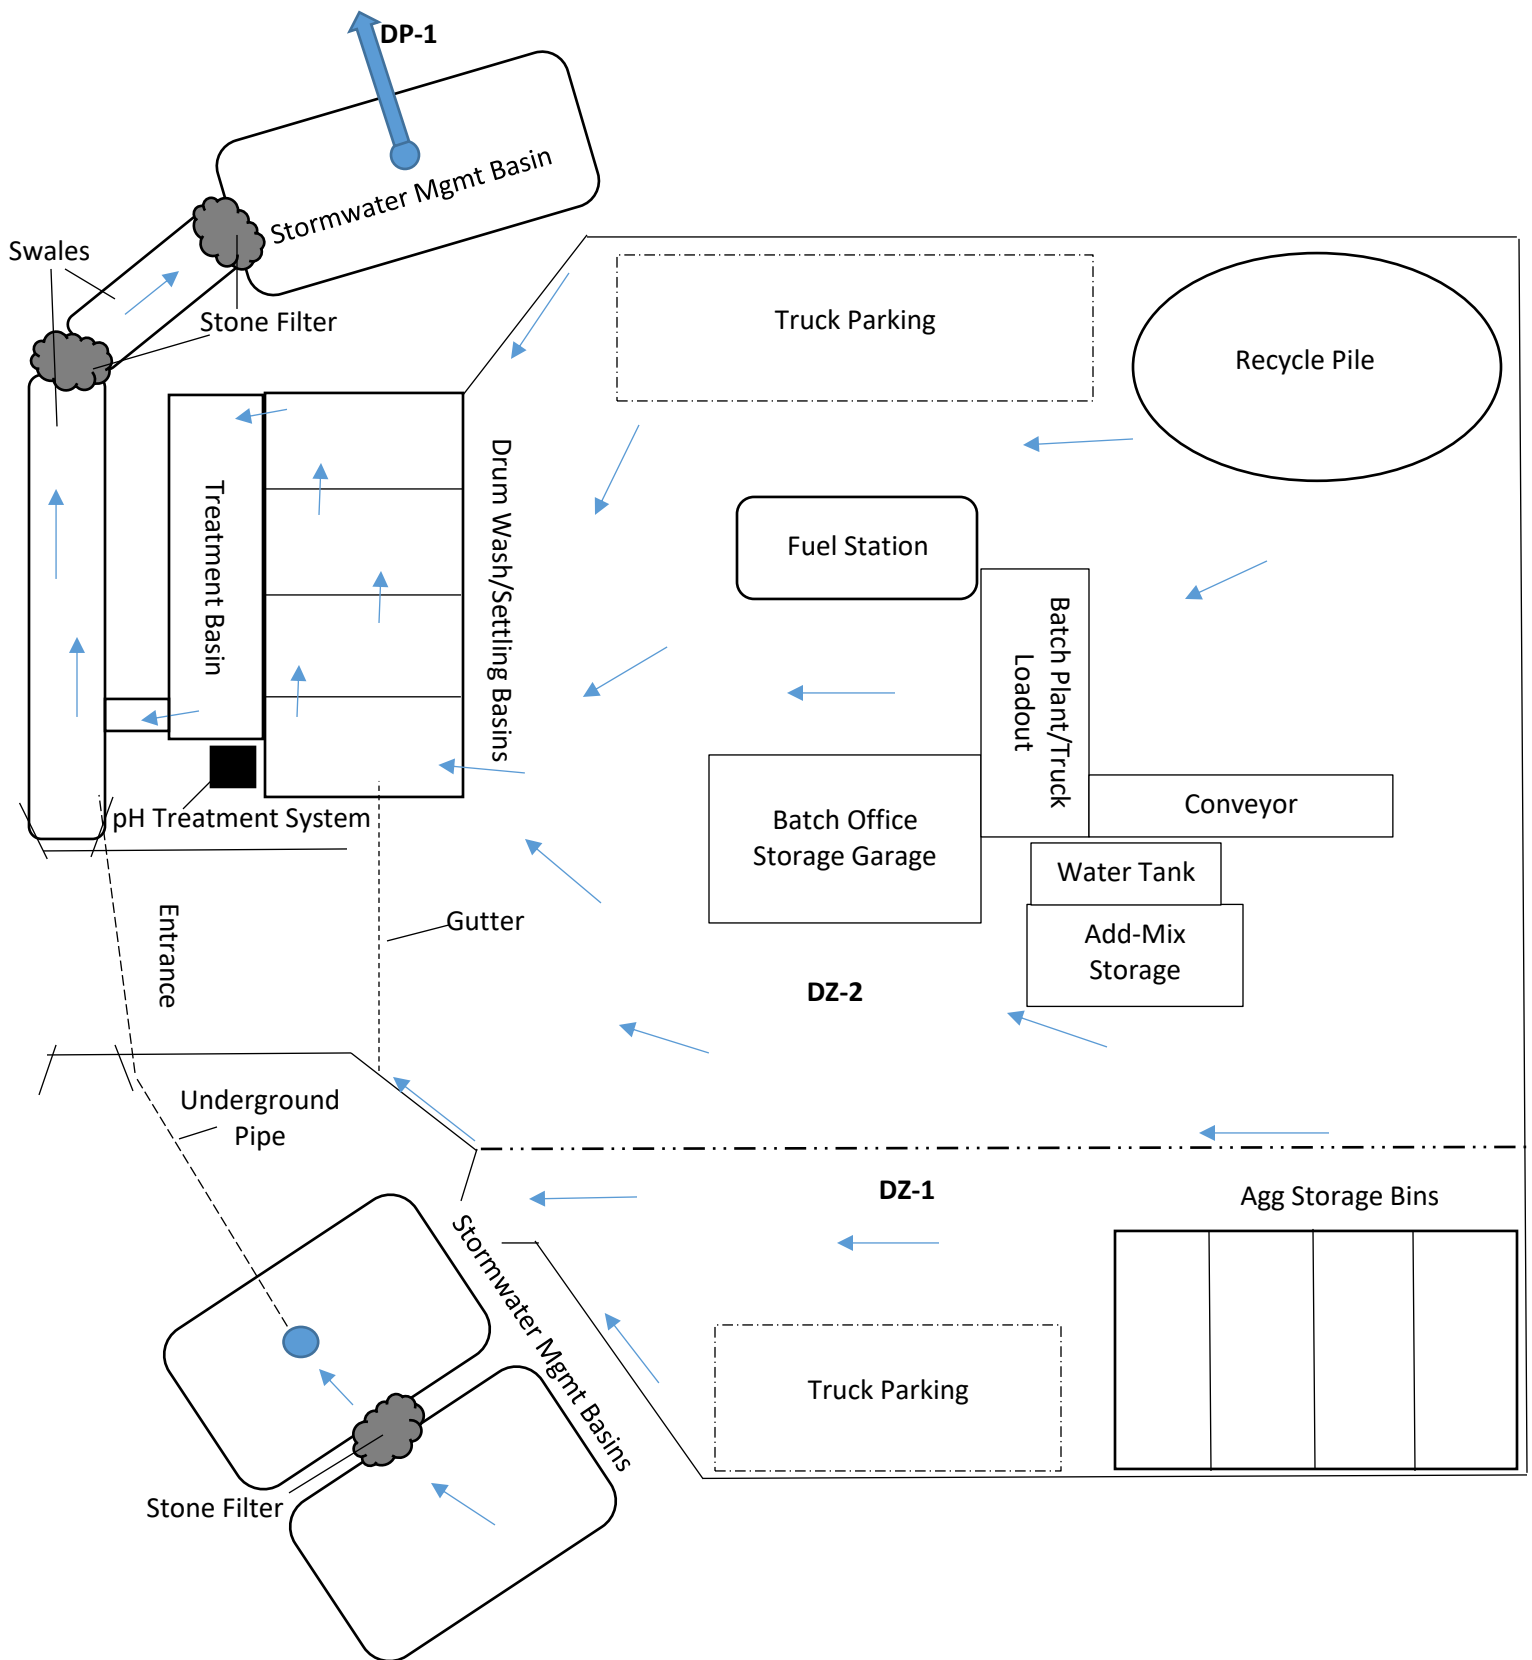 DP-1
Stormwater Mgmt Basin
Swales
Stone Filter
Truck Parking
Recycle Pile
Treatment Basin
Drum Wash/Settling Basins
Fuel Station
Batch Plant/Truck
Loadout
pH Treatment System
Batch Office
Storage Garage
Conveyor
Water Tank
Add-Mix
Storage
Entrance
Gutter
DZ-2
Underground
Pipe
DZ-1
Agg Storage Bins
Stormwater Mgmt Basins
Truck Parking
Stone Filter